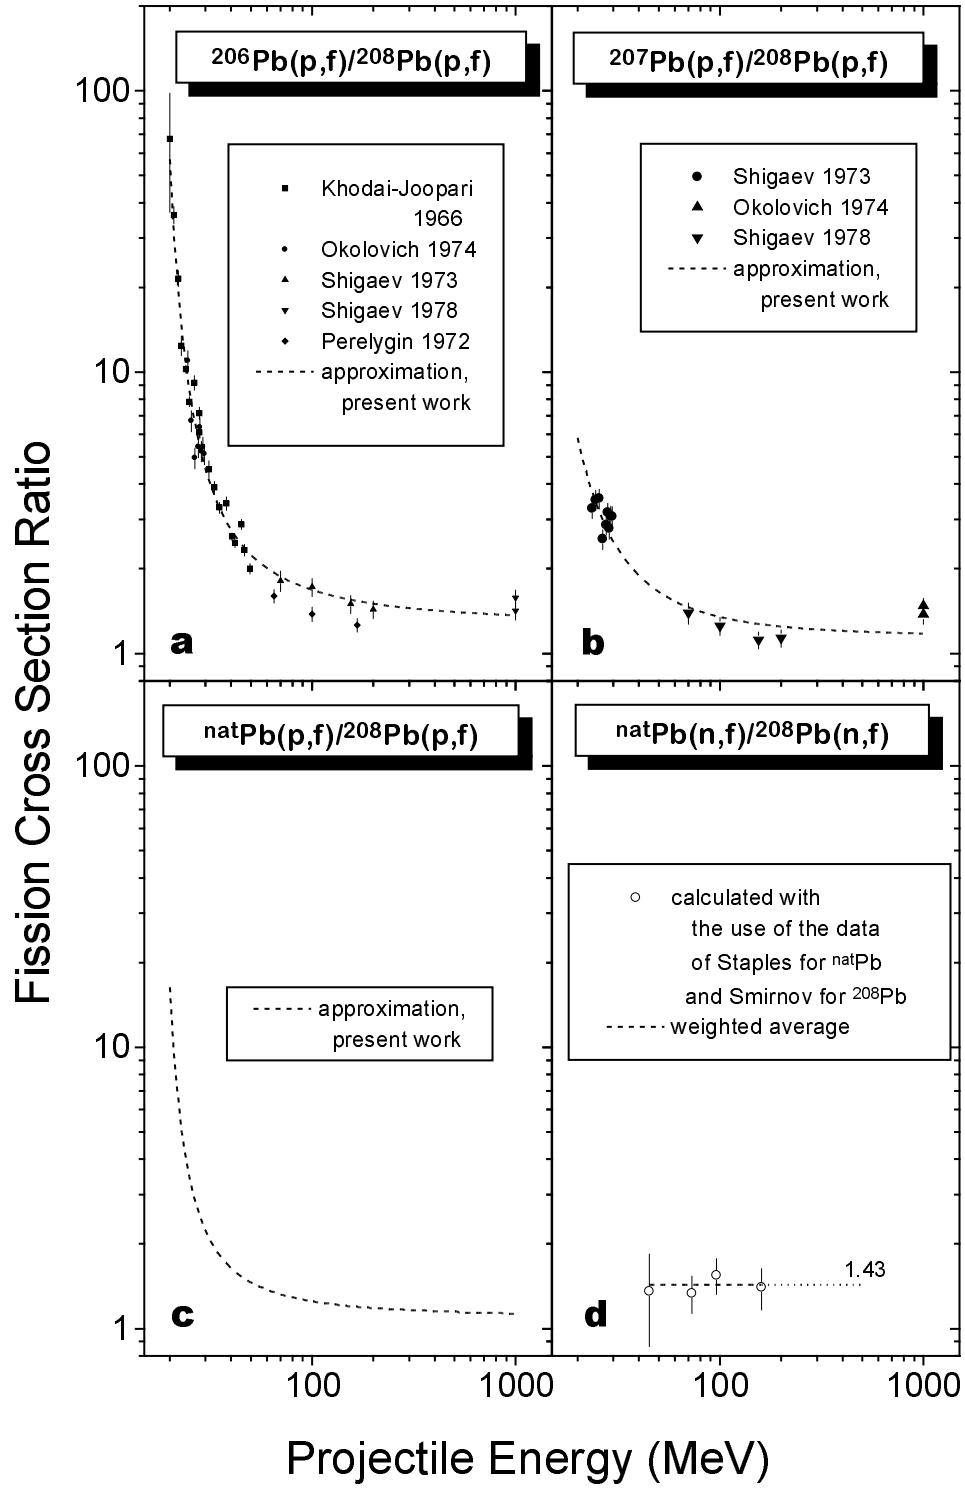 Fission Cross Section Ratio
206Pb(p,f)/208Pb(p,f)
100
10
1
Khodai-Joopari
1966
Okolovich 1974
Shigaev 1973
Shigaev 1978
Perelygin 1972
approximation,
present work
a
207Pb(p,f)/208Pb(p,f)
Shigaev 1973
Okolovich 1974
Shigaev 1978
approximation,
present work
b
natPb(p,f)/208Pb(p,f)
100
10
1
approximation,
present work
c
100
1000
natPb(n,f)/208Pb(n,f)
calculated with
the use of the data
of Staples for natPb
and Smirnov for 208Pb
weighted average
1.43
d
100
1000
Projectile Energy (MeV)